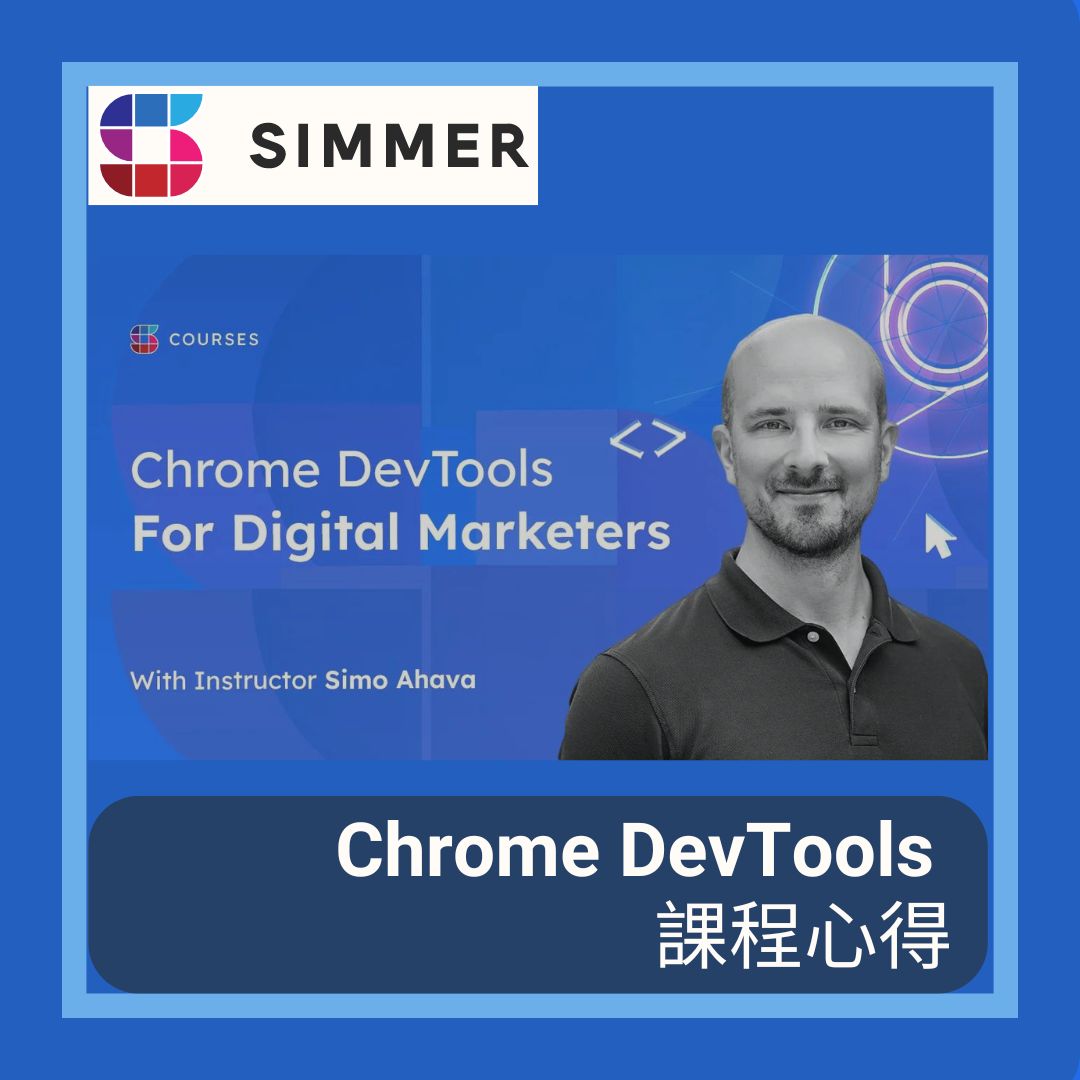 SIMMER
COURSES
Chrome DevTools
For Digital Marketers
With Instructor Simo Ahava
Chrome DevTools
課程心得